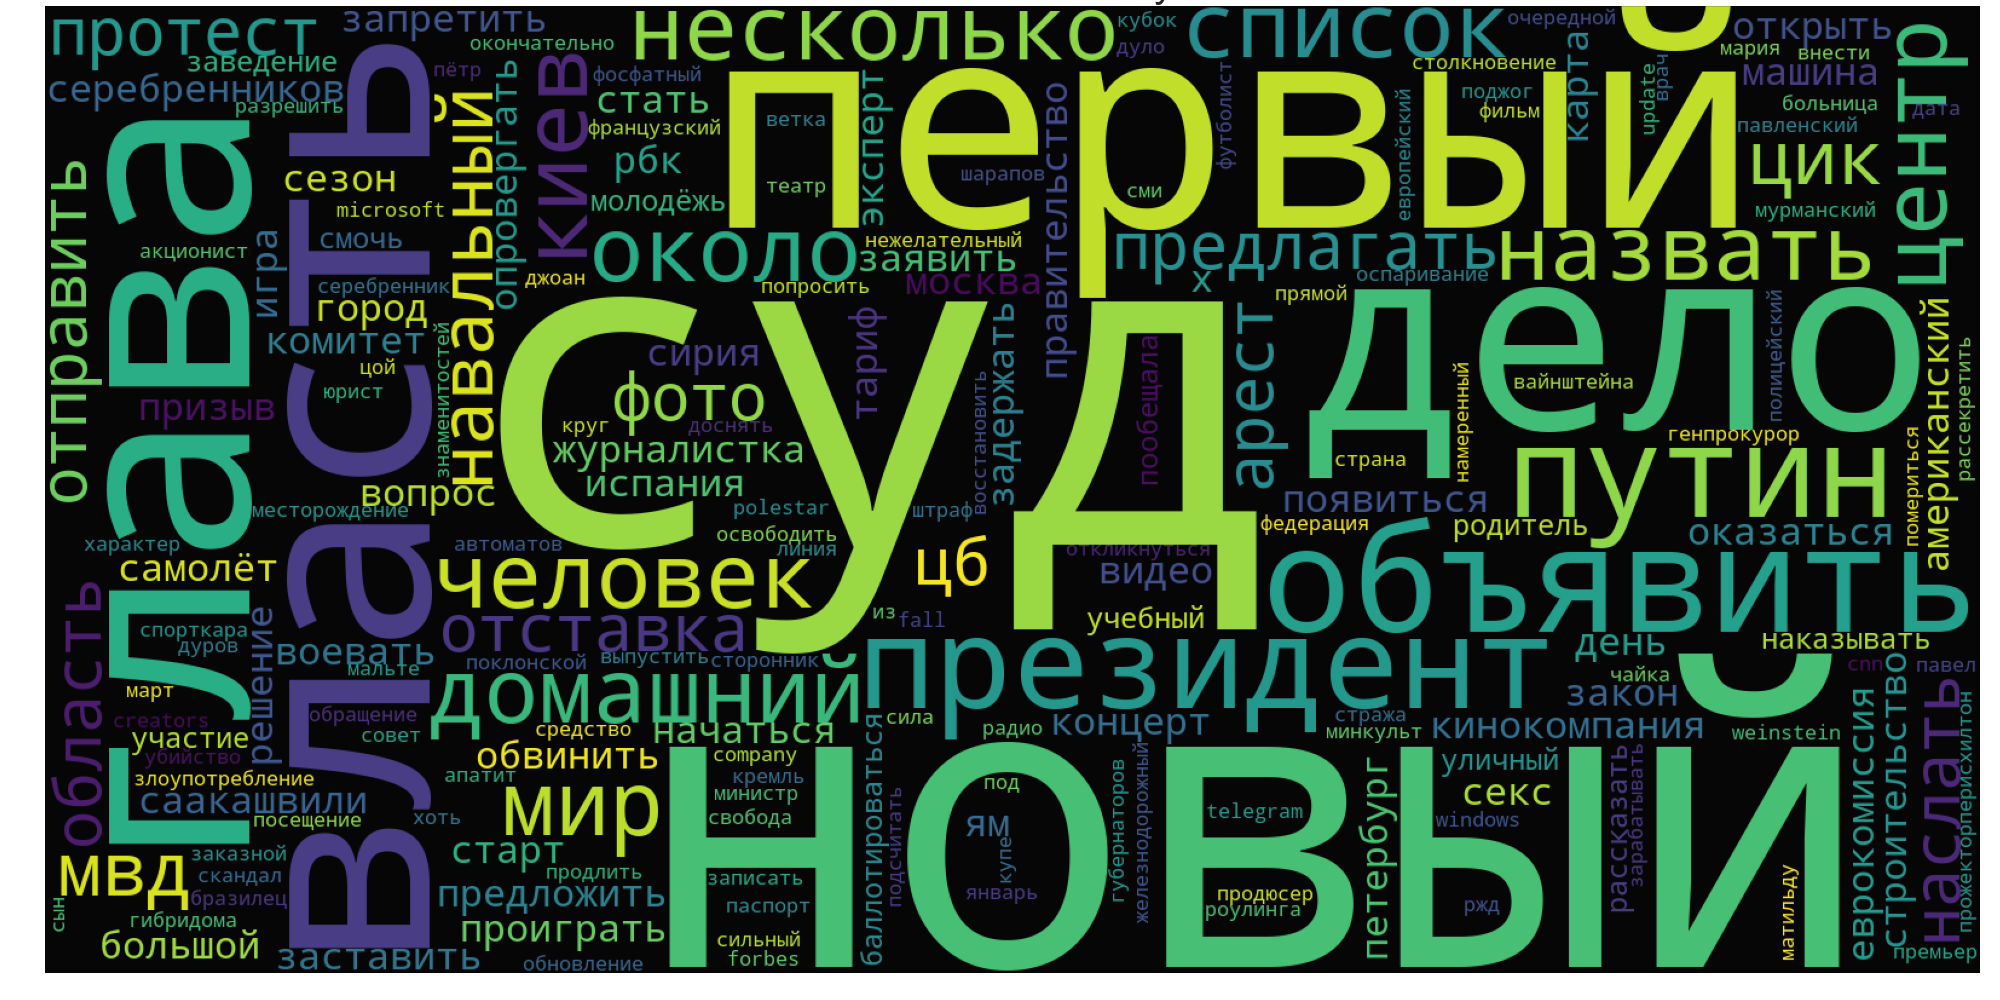 протест
запретить
несколько
кубок
список
очередной
открыть
заведение
окончательно
дуло
мария
внести
серебренников
разрешить
пётр
фосфатный
столкновение
машина
стать
французский
ветка
первый
поджог
фильм
больница
дата
павленский
карта
update
врач
центр
власть
глава
навальный
опровергать
киев
рбк
молодёжь
театр
эксперт
шарапов
сми
правительство
футболист
европейский
цик
мурманский
сезон
microsoft
отправить
акционист
игра
смочь
серебренник
город
комитет
цой
юрист
призыв
знаменитостей
джоан
около
нежелательный
заявить
попросить
москва
предлагать
х
оспаривание
назвать
прямой
суд
дело
сирия
фото
круг
доснять
журналистка
испания
тариф
задержать
восстановить
пообещала
арест
вайнштейна
полицейский
генпрокурор
страна
намеренный
путин
американский
рассекретить
помериться
вопрос
месторождение
характер
автоматов
polestar
освободить
линия
штраф
откликнуться
федерация
появиться
родитель
оказаться
самолёт
человек
цб
видео
объявить
область
спорткара
дуров
решение
воевать
отставка
из
fall
учебный
мальте
поклонской
выпустить
сторонник
президент
день
наказывать
март
домашний
чайка
cnn
павел
creators
обращение
совет
участие
убийство
средство
начаться
сила
радио
концерт
стража
минкульт
закон
кинокомпания
weinstein
злоупотребление
обвинить
company
саакашвили
посещение
хоть
апатит
мир
кремль
министр
свобода
новый
под
ям
купе
январь
баллотироваться
подсчитать
губернаторов
железнодорожный
telegram
петербург
уличный
секс
windows
рассказать
зарабатывать
еврокомиссия
строительство
наслать
прожекторперисхилтон
мвд
заказной
скандал
бразилец
старт
продлить
предложить
записать
паспорт
продюсер
роулинга
ржд
матильду
сын
гибридома
большой
заставить
проиграть
обновление
сильный
forbes
премьер